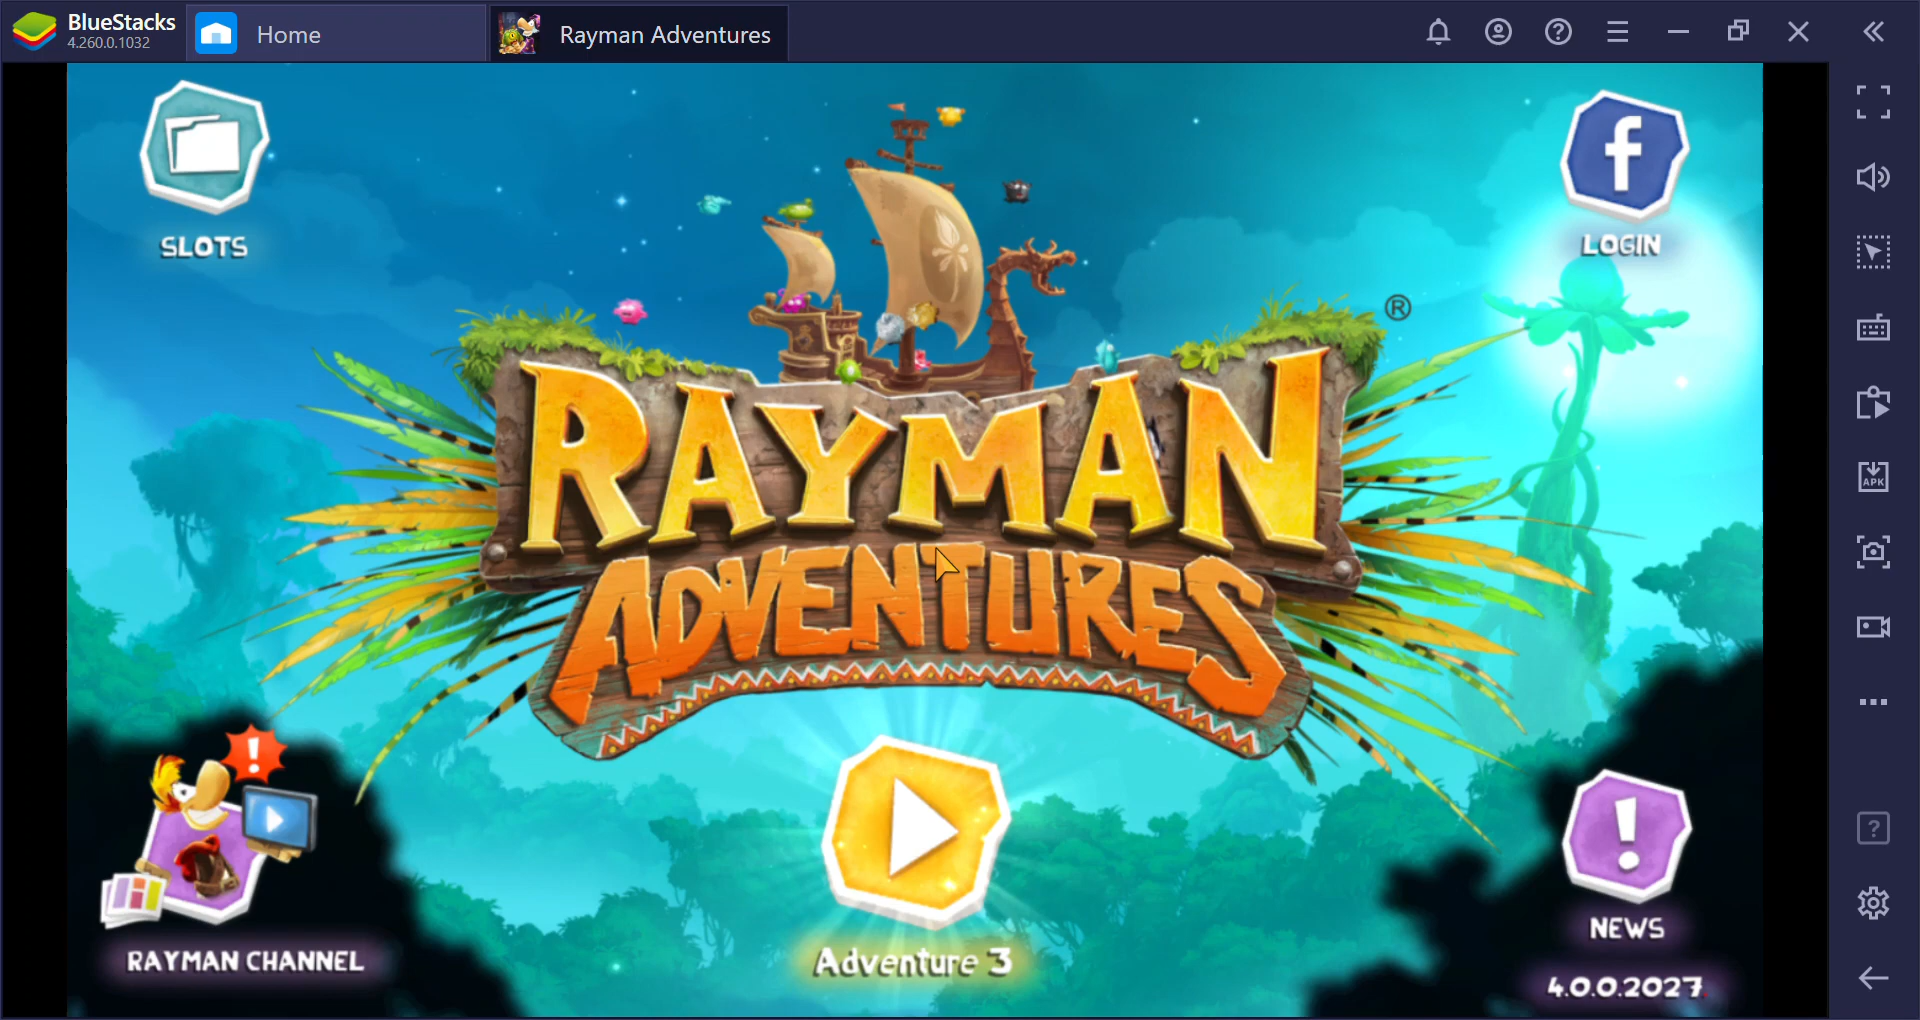 BlueStacks
4.260.0.1032
Home
Rayman Adventures
APK
SLOTS
f
LOGIN
®
RAYMAN
ADVENTURES
!
!
RAYMAN CHANNEL
Adventure 3
NEWS
4.0.0.2027